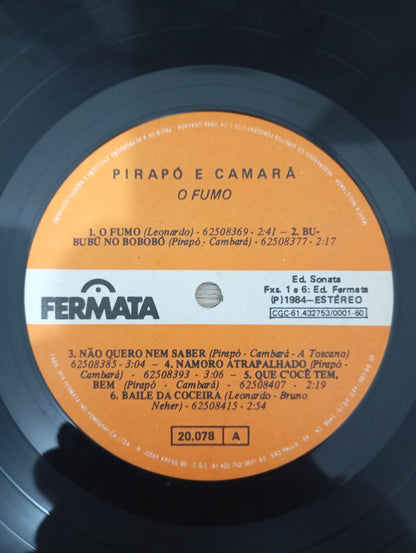 PIRAPÓ E CAMARÁ
O FUMO
1. O FUMO (Leonardo) - 62508369 - 2:41 — 2. BU-
BUBÚ NO BOBOBÓ (Pirapó - Cambará) - 62508377 - 2:17
FERMATA
Ed. Sonata
Fxs. 1 e 6: Ed. Fermata
(P)1984—ESTÉREO
CGC-61.432753/0001-60
3. NÃO QUERO NEM SABER (Pirapó - Cambará - A Toscano)
62508385 - 3:04 — 4. NAMORO ATRAPALHADO (Pirapó -
Cambará) - 62508393 - 3:06 — 5. QUE C'OCÊ TEM,
BEM (Pirapó - Cambará) - 62508407 - 2:19
6. BAILE DA COCEIRA (Leonardo - Bruno
Neher) - 62508415 - 2:54
20.078 A